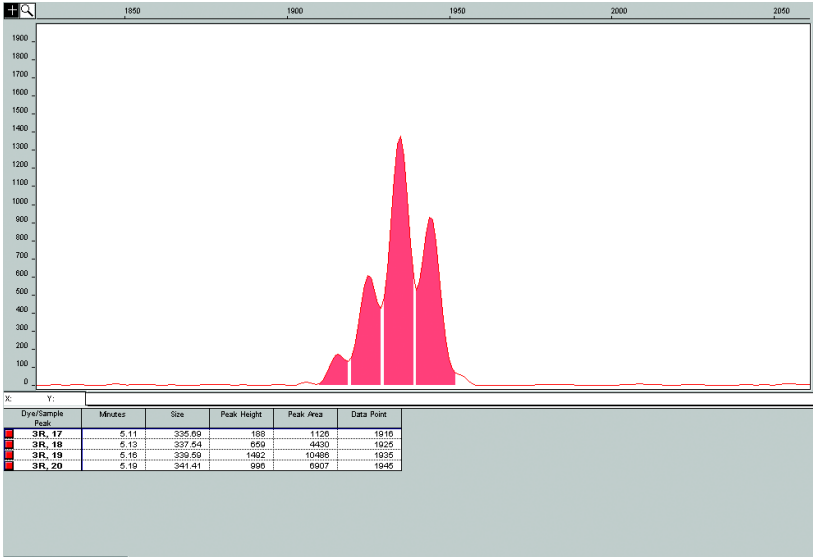 1850 1900 1950 2000 2050
1900
1800
1700
1600
1500
1400
1300
1200
1100
1000
900
800
700
600
500
400
300
200
100
0
X: Y:
Dye/Sample Peak Minutes Size Peak Height Peak Area Data Point
3R, 17 5.11 335.69 188 1126 1916
3R, 18 5.13 337.54 659 4430 1925
3R, 19 5.16 339.59 1492 10486 1935
3R, 20 5.19 341.41 996 6907 1945